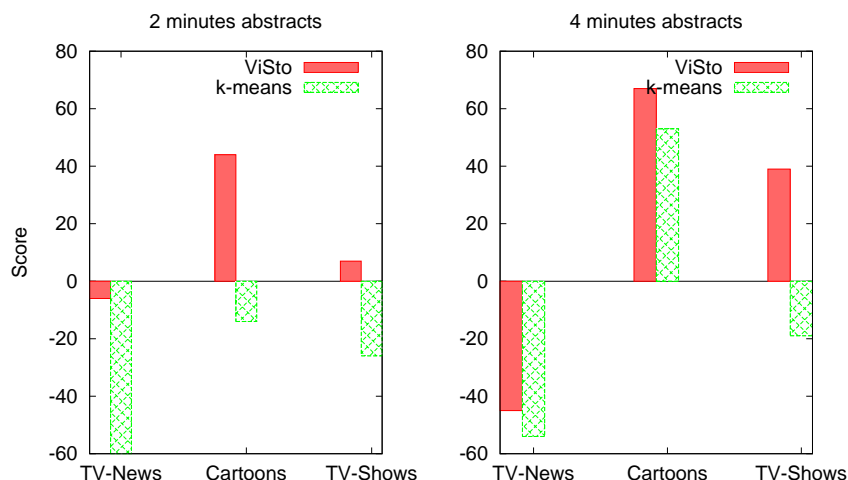 2 minutes abstracts
80
60
40
20
0
-20
-40
-60
Score
ViSto
k-means
TV-News Cartoons TV-Shows
4 minutes abstracts
80
60
40
20
0
-20
-40
-60
ViSto
k-means
TV-News Cartoons TV-Shows